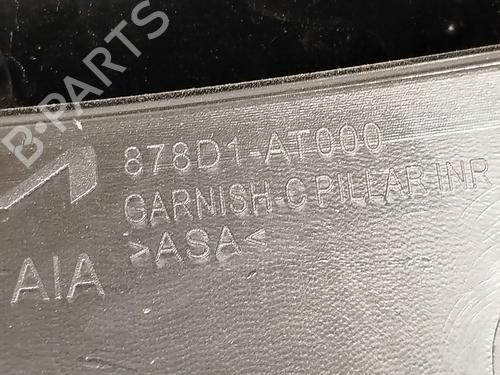 B-PARTS
878D1-AT000
GARNISH-C PILLAR INR
>ASA<
AIA